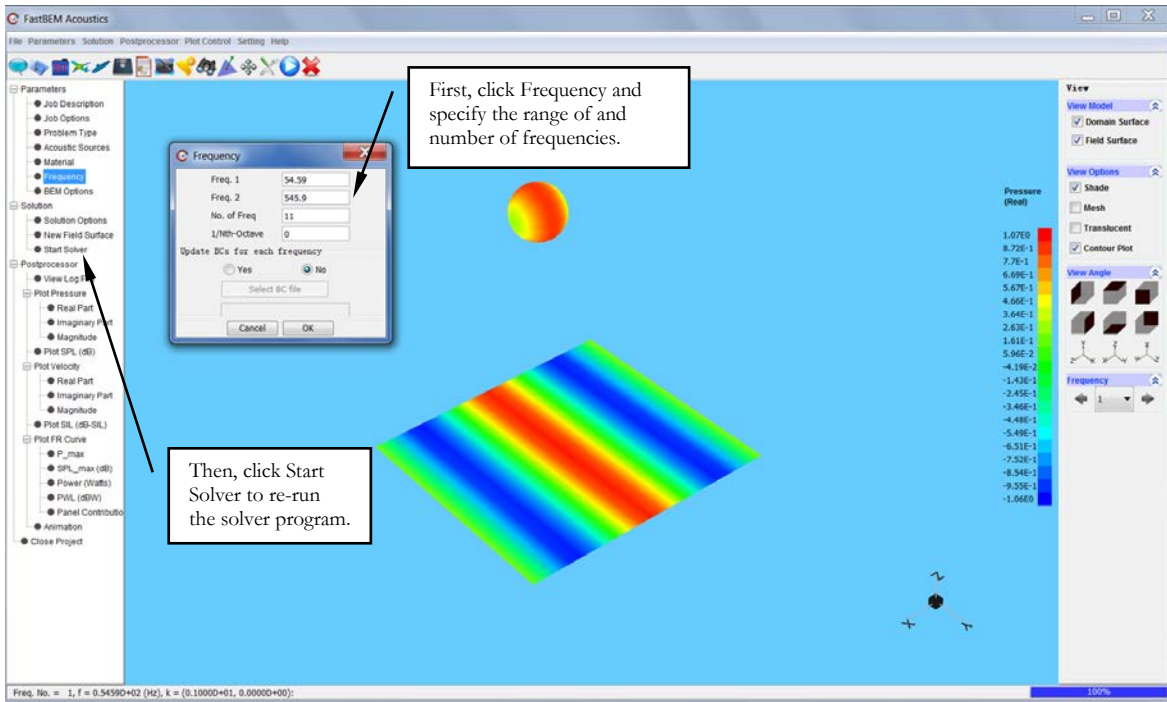 FastBEM Acoustics
File Parameters Solution Postprocessor Plot Control Setting Help
Parameters
Job Description
Job Options
Problem Type
Acoustic Sources
Material
Frequency
BEM Options
Solution
Solution Options
New Field Surface
Start Solver
Postprocessor
View Log F
Plot Pressure
Real Part
Imaginary Part
Magnitude
Plot SPL (dB)
Plot Velocity
Real Part
Imaginary Part
Magnitude
Plot SIL (dB-SIL)
Plot FR Curve
P_max
SPL_max (dB)
Power (Watts)
PWL (dBW)
Panel Contributio
Animation
Close Project
Frequency
Freq. 1 54.59
Freq. 2 545.9
No. of Freq 11
1/Nth-Octave 0
Update BCs for each frequency
Yes No
Select BC file
Cancel OK
First, click Frequency and
specify the range of and
number of frequencies.
Then, click Start
Solver to re-run
the solver program.
Pressure
(Real)
1.07E0
8.72E-1
7.7E-1
6.69E-1
5.67E-1
4.66E-1
3.64E-1
2.63E-1
1.61E-1
5.96E-2
-4.19E-2
-1.43E-1
-2.45E-1
-3.46E-1
-4.48E-1
-5.49E-1
-6.51E-1
-7.52E-1
-8.54E-1
-9.55E-1
-1.06E0
View
View Model
Domain Surface
Field Surface
View Options
Shade
Mesh
Translucent
Contour Plot
View Angle
Frequency
1
Z
X
Y
Freq. No. = 1, f = 0.5459D+02 (Hz), k = (0.1000D+01, 0.0000D+00):
100%